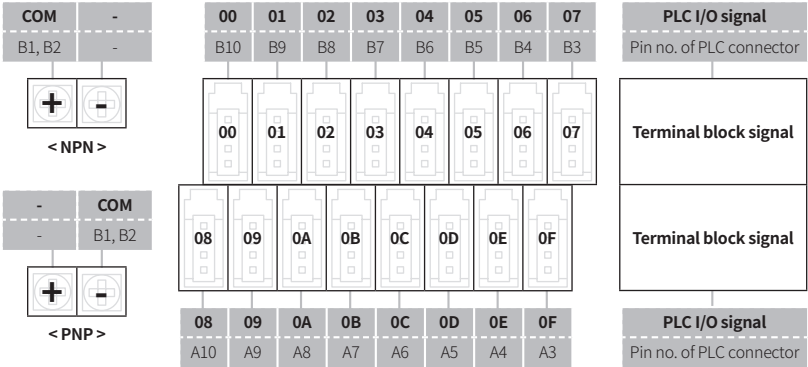 COM - 00 01 02 03 04 05 06 07 PLC I/O signal
B1, B2 - B10 B9 B8 B7 B6 B5 B4 B3 Pin no. of PLC connector
+ - 00 01 02 03 04 05 06 07 Terminal block signal
< NPN >
- COM
- B1, B2 08 09 0A 0B 0C 0D 0E 0F Terminal block signal
+ -
< PNP > 08 09 0A 0B 0C 0D 0E 0F PLC I/O signal
A10 A9 A8 A7 A6 A5 A4 A3 Pin no. of PLC connector